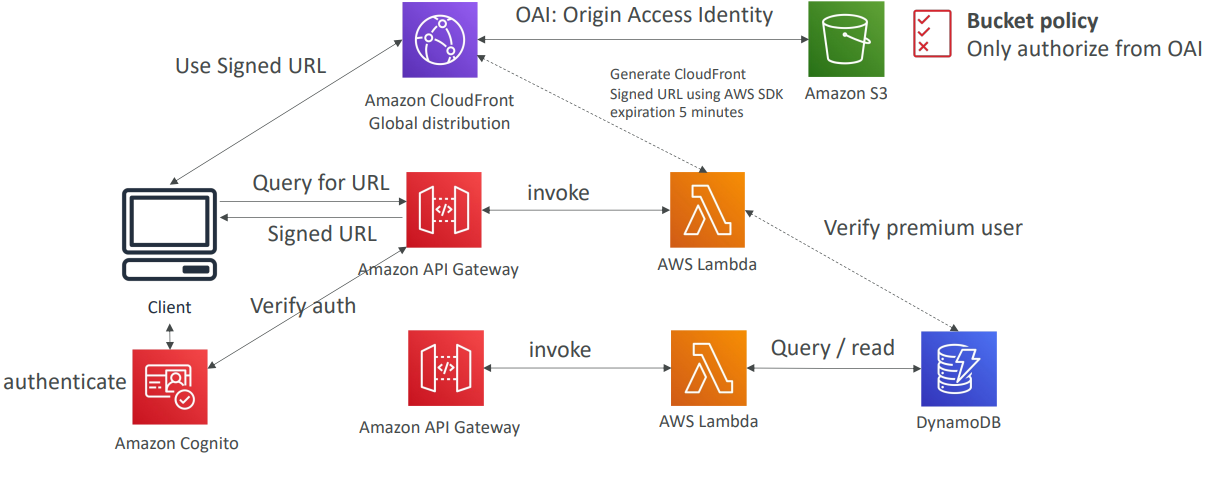 OAI: Origin Access Identity
Bucket policy
Only authorize from OAI
Use Signed URL
Generate CloudFront
Signed URL using AWS SDK
expiration 5 minutes
Amazon S3
Amazon CloudFront
Global distribution
Query for URL
invoke
Signed URL
Verify premium user
Amazon API Gateway
AWS Lambda
Client
Verify auth
invoke
Query / read
authenticate
Amazon API Gateway
AWS Lambda
DynamoDB
Amazon Cognito